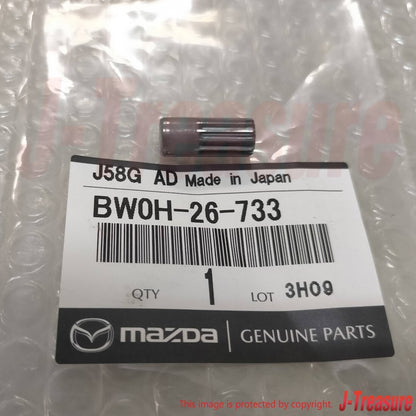 J-Treasure
J58G AD Made in Japan
BW0H-26-733
QTY 1 LOT 3H09
mazda GENUINE PARTS
This image is protected by copyright.
J-Treasure